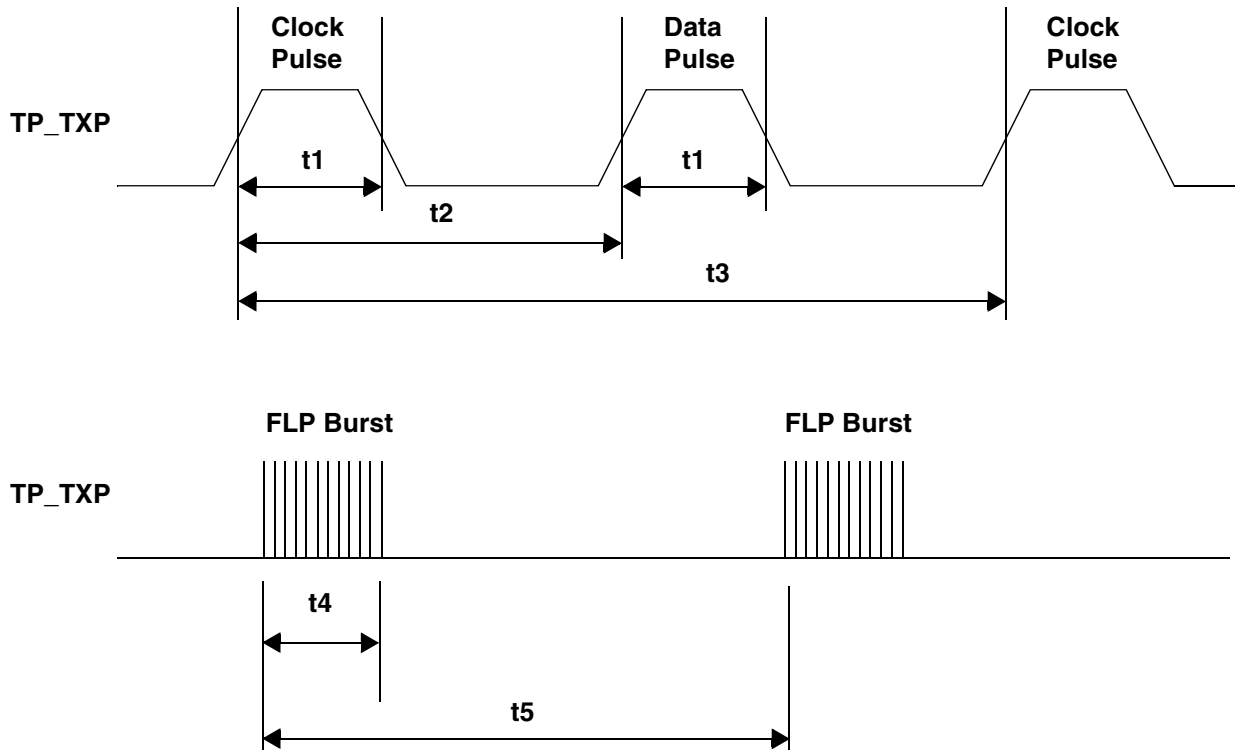 Clock
Pulse
Data
Pulse
Clock
Pulse
TP_TXP
t1
t1
t2
t3
FLP Burst
FLP Burst
TP_TXP
t4
t5